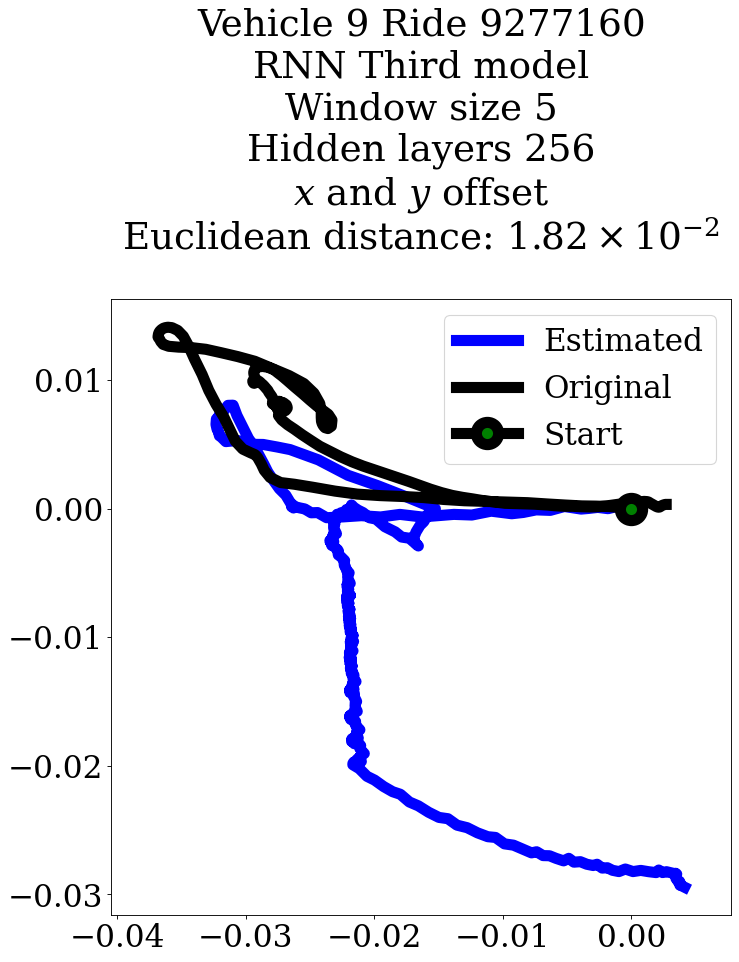 Vehicle 9 Ride 9277160
RNN Third model
Window size 5
Hidden layers 256
x and y offset
Euclidean distance: 1.82 × 10⁻²
Estimated
Original
Start
0.01
0.00
−0.01
−0.02
−0.03
−0.04 −0.03 −0.02 −0.01 0.00